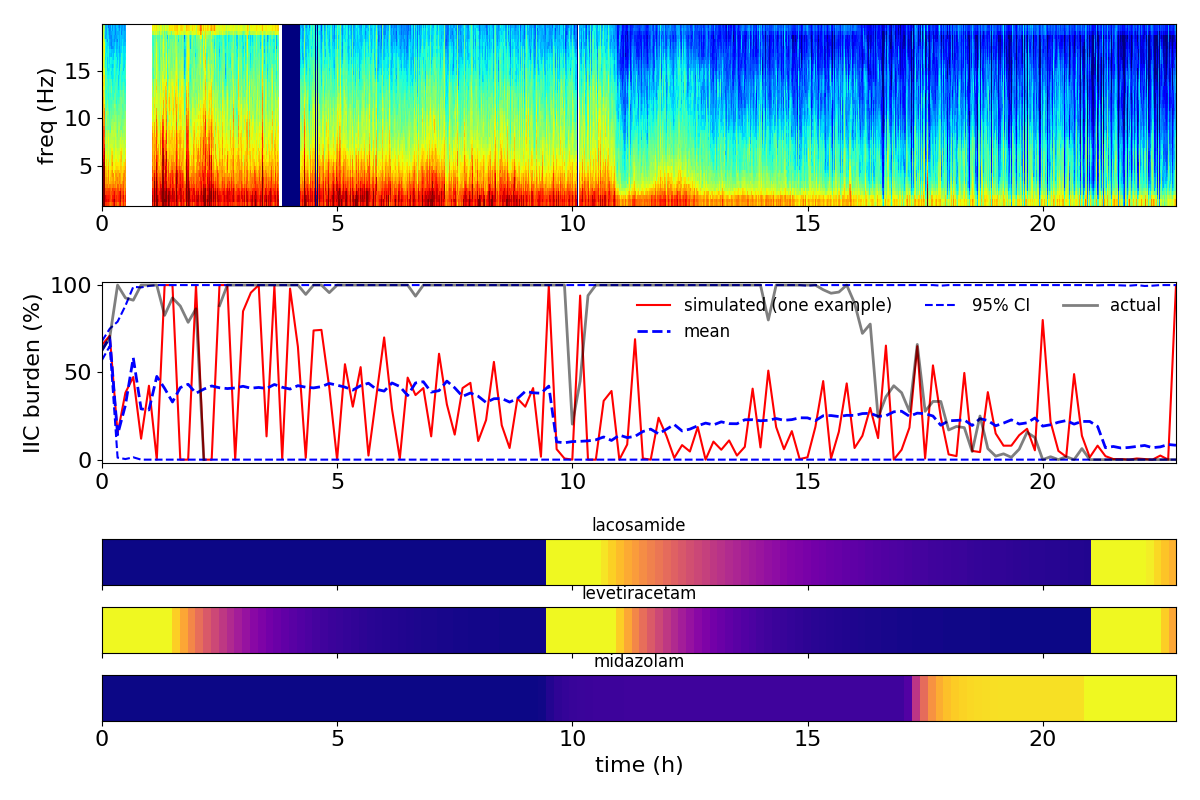 freq (Hz)
15
10
5
0 5 10 15 20
IIC burden (%)
100
50
0
simulated (one example)
mean
95% CI
actual
0 5 10 15 20
lacosamide
levetiracetam
midazolam
0 5 10 15 20
time (h)